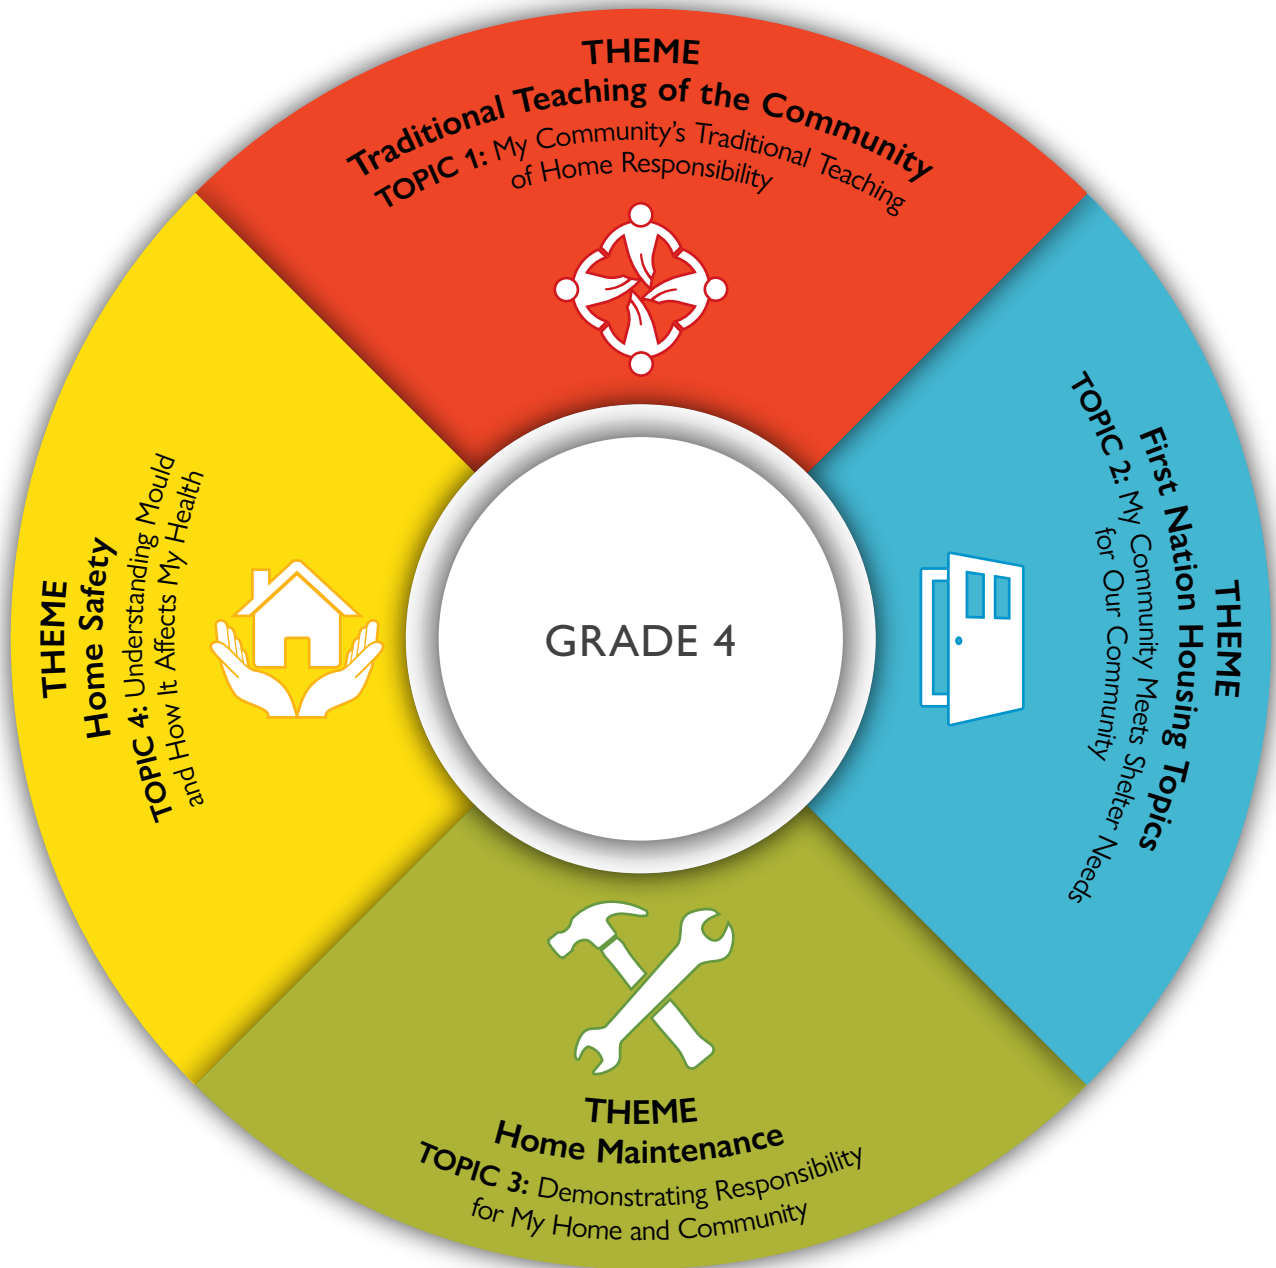 THEME
Traditional Teaching of the Community
TOPIC 1: My Community’s Traditional Teaching
of Home Responsibility
THEME
First Nation Housing Topics
TOPIC 2: My Community Meets Shelter Needs
for Our Community
THEME
Home Maintenance
TOPIC 3: Demonstrating Responsibility
for My Home and Community
THEME
Home Safety
TOPIC 4: Understanding Mould
and How It Affects My Health
GRADE 4